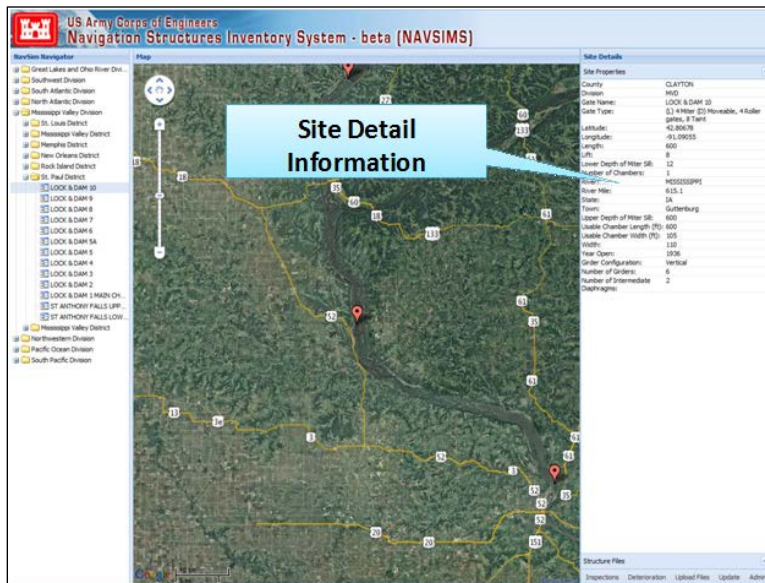 US Army Corps of Engineers
Navigation Structures Inventory System - beta (NAVSIMS)
NavSim Navigator
Great Lakes and Ohio River Divi...
Southwest Division
South Atlantic Division
North Atlantic Division
Mississippi Valley Division
St. Louis District
Mississippi Valley District
Memphis District
New Orleans District
Rock Island District
St. Paul District
LOCK & DAM 10
LOCK & DAM 9
LOCK & DAM 8
LOCK & DAM 7
LOCK & DAM 6
LOCK & DAM 5A
LOCK & DAM 5
LOCK & DAM 4
LOCK & DAM 3
LOCK & DAM 2
LOCK & DAM 1 MAIN CH...
ST ANTHONY FALLS UPP...
ST ANTHONY FALLS LOW...
Mississippi Valley District
Northwestern Division
Pacific Ocean Division
South Pacific Division
Map
Site Detail
Information
27
60
133
18
18
35
60
18
133
61
61
52
35
61
13
3e
3
52
3
61
61
52
35
52
52
20
20
151
Google
Site Details
Site Properties
County CLAYTON
Division MVD
Gate Name: LOCK & DAM 10
Gate Type: (L) 4 Miter (D) Moveable, 4 Roller
gates, 8 Taint
Latitude: 42.80678
Longitude: -91.09055
Length: 600
Lift: 8
Lower Depth of Miter Sill: 12
Number of Chambers: 1
River: MISSISSIPPI
River Mile: 615.1
State: IA
Town: Guttenburg
Upper Depth of Miter Sill: 600
Usable Chamber Length (ft): 600
Usable Chamber Width (ft): 105
Width: 110
Year Open: 1936
Girder Configuration: Vertical
Number of Girders: 6
Number of Intermediate 2
Diaphragms:
Structure Files
Inspections Deterioration Upload Files Update Admi